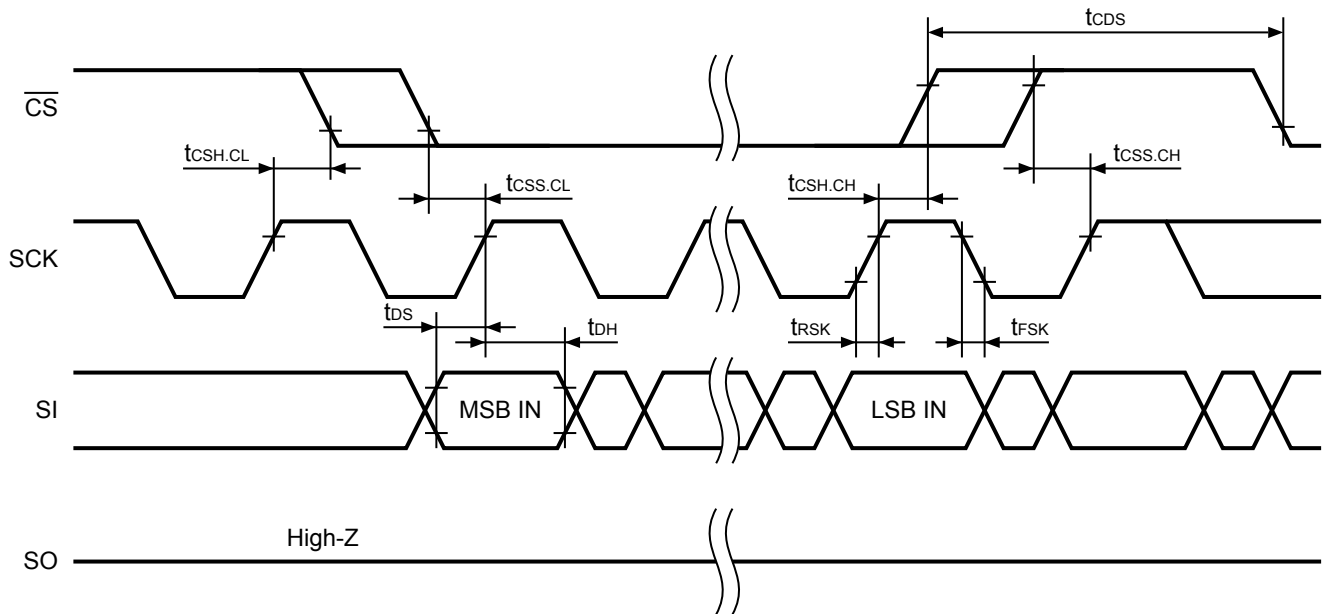 tCDS
CS
tCSH.CL
tCSS.CL
tCSH.CH
tCSS.CH
SCK
tDS
tDH
tRSK
tFSK
SI
MSB IN
LSB IN
High-Z
SO